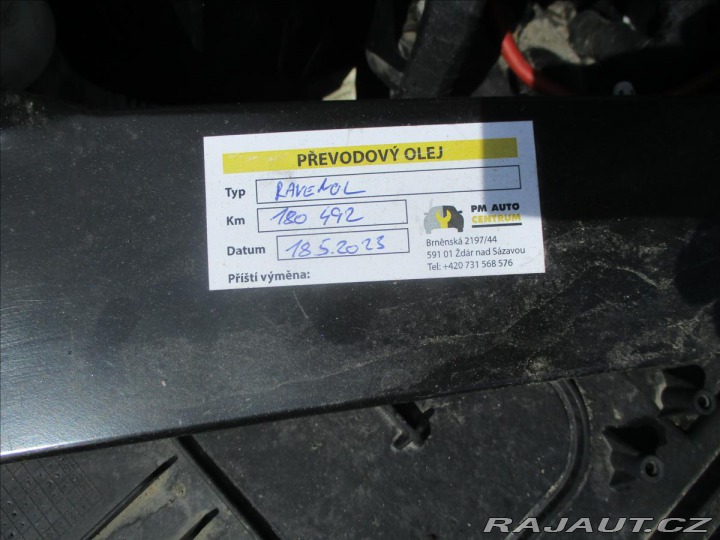 PŘEVODOVÝ OLEJ
Typ RAVENOL
Km 180 492
Datum 18.5.2023
Příští výměna:
PM AUTO
CENTRUM
Brněnská 2197/44
591 01 Žďár nad Sázavou
Tel: +420 731 568 576
RAJAUT.CZ